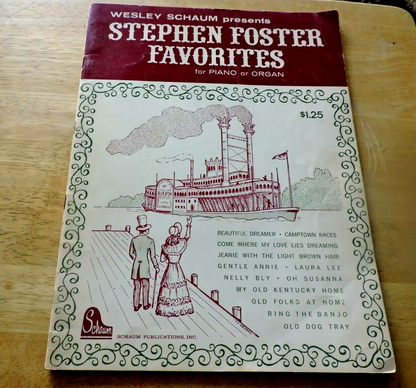 WESLEY SCHAUM presents
STEPHEN FOSTER
FAVORITES
for PIANO or ORGAN
$1.25
BEAUTIFUL DREAMER • CAMPTOWN RACES
COME WHERE MY LOVE LIES DREAMING
JEANIE WITH THE LIGHT BROWN HAIR
GENTLE ANNIE • LAURA LEE
NELLY BLY • OH SUSANNA
MY OLD KENTUCKY HOME
OLD FOLKS AT HOME
RING THE BANJO
OLD DOG TRAY
Schaum
SCHAUM PUBLICATIONS, INC.